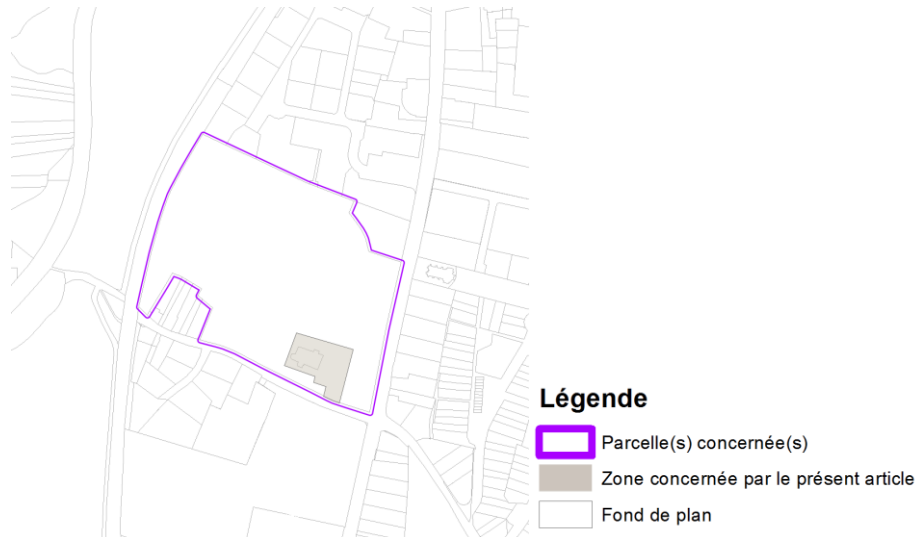 Légende
Parcelle(s) concernée(s)
Zone concernée par le présent article
Fond de plan